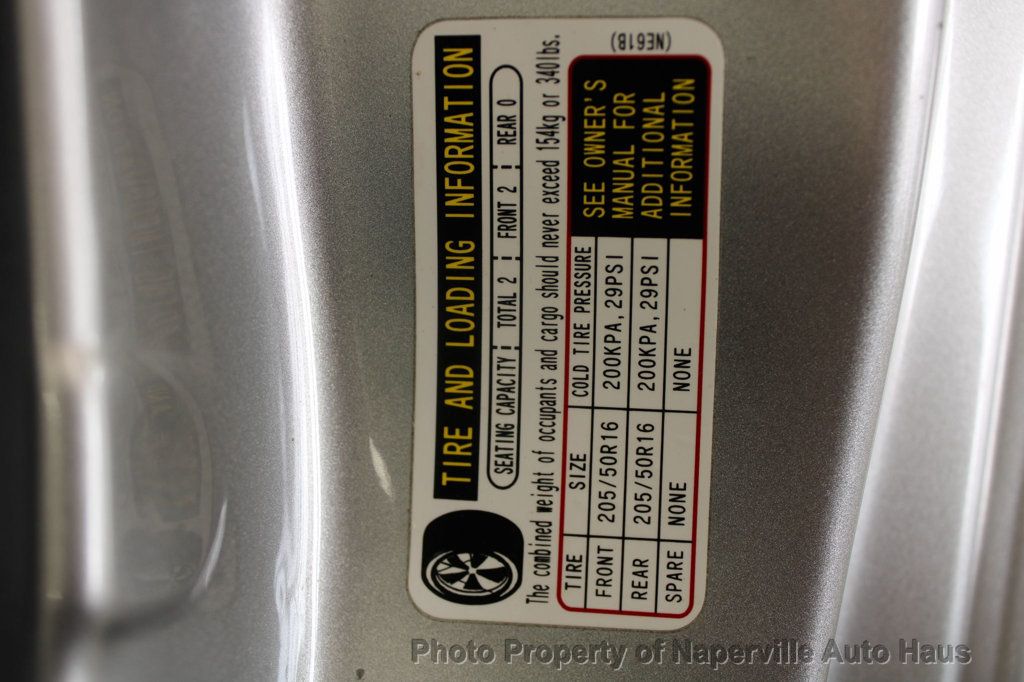 TIRE AND LOADING INFORMATION
SEATING CAPACITY TOTAL 2 FRONT 2 REAR 0
The combined weight of occupants and cargo should never exceed 154kg or 340lbs.
TIRE SIZE COLD TIRE PRESSURE
FRONT 205/50R16 200KPA, 29PSI
REAR 205/50R16 200KPA, 29PSI
SPARE NONE NONE
SEE OWNER'S
MANUAL FOR
ADDITIONAL
INFORMATION
(NE61B)
Photo Property of Naperville Auto Haus